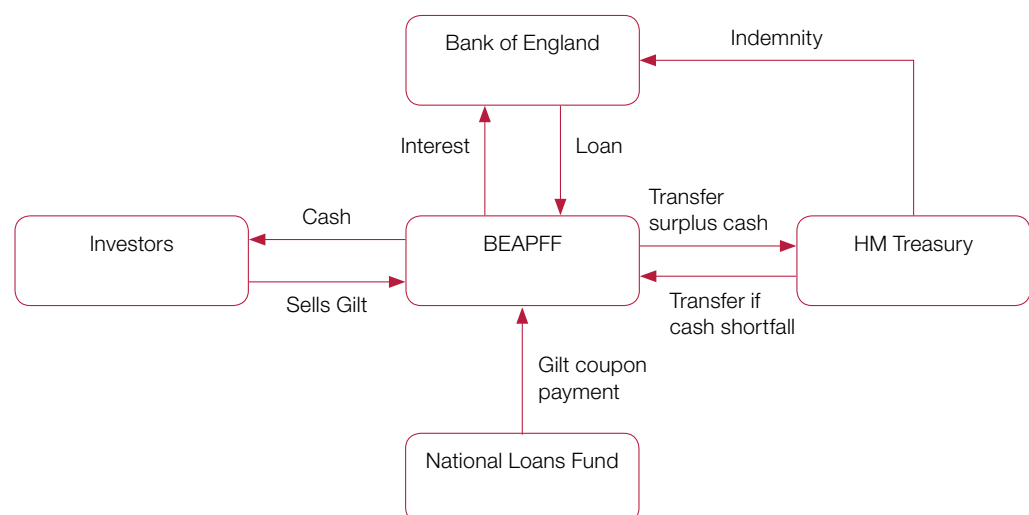 Bank of England
Indemnity
Interest
Loan
Investors
Cash
Sells Gilt
BEAPFF
Transfer
surplus cash
Transfer if
cash shortfall
HM Treasury
Gilt coupon
payment
National Loans Fund